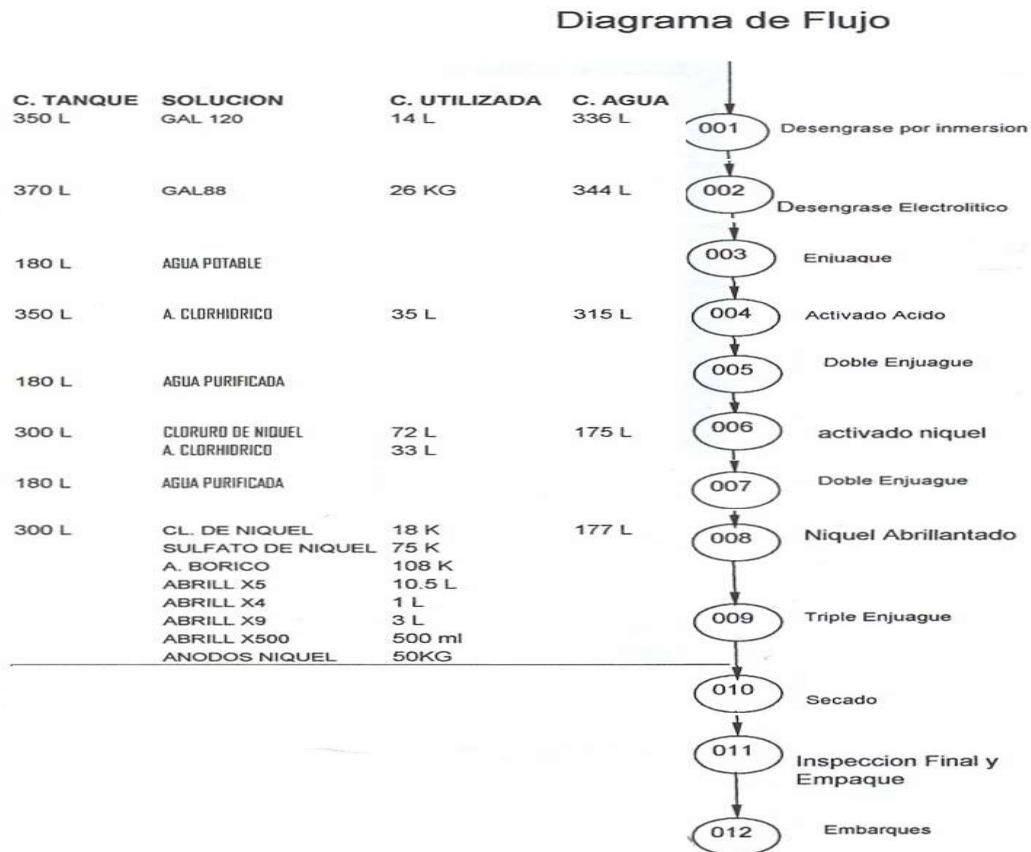 Diagrama de Flujo
C. TANQUE SOLUCION C. UTILIZADA C. AGUA
350 L GAL 120 14 L 336 L
001 Desengrase por inmersion
370 L GAL88 26 KG 344 L
002 Desengrase Electrolitico
180 L AGUA POTABLE
003 Enjuague
350 L A. CLORHIDRICO 35 L 315 L
004 Activado Acido
005 Doble Enjuague
180 L AGUA PURIFICADA
300 L CLORURO DE NIQUEL 72 L 175 L
006 activado niquel
A. CLORHIDRICO 33 L
180 L AGUA PURIFICADA
007 Doble Enjuague
300 L CL. DE NIQUEL 18 K 177 L
008 Niquel Abrillantado
SULFATO DE NIQUEL 75 K
A. BORICO 108 K
ABRILL X5 10.5 L
ABRILL X4 1 L
ABRILL X9 3 L
009 Triple Enjuague
ABRILL X500 500 ml
ANODOS NIQUEL 50KG
010 Secado
011 Inspeccion Final y
Empaque
012 Embarques